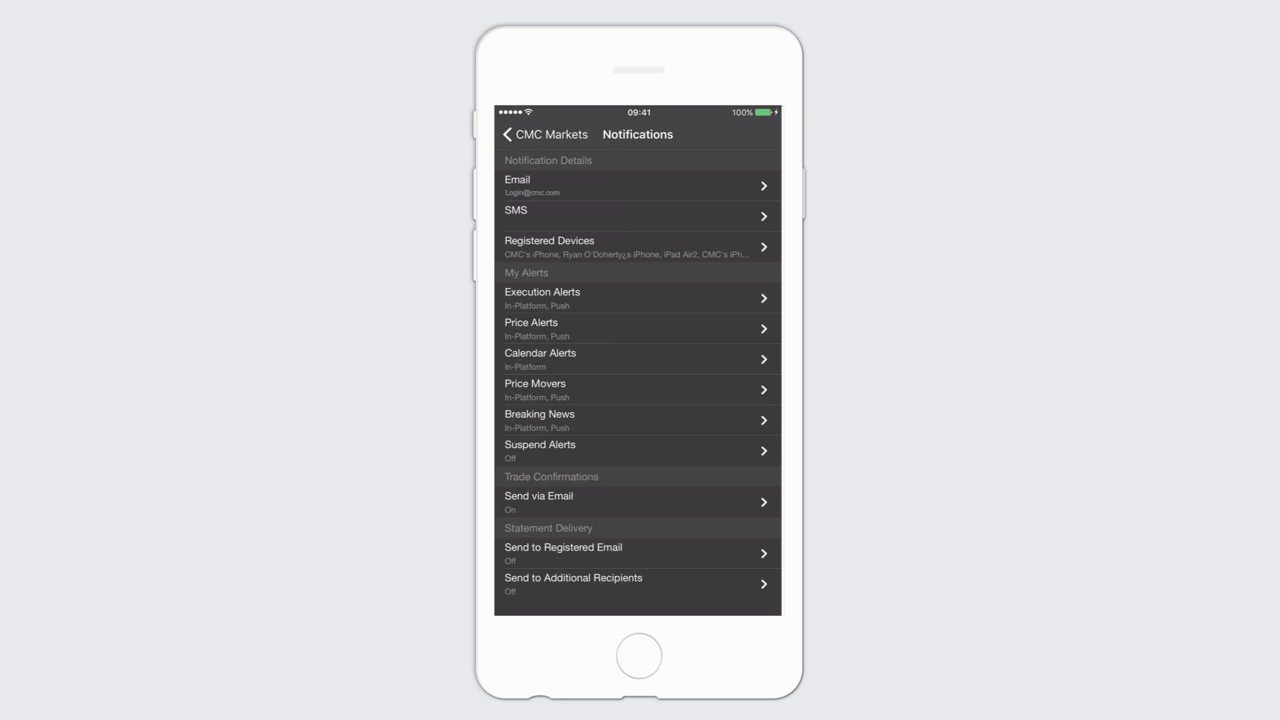 09:41 100%
CMC Markets Notifications
Notification Details
Email
Login@cmc.com
SMS
Registered Devices
CMC's iPhone, Ryan O'Doherty¿s iPhone, iPad Air2, CMC's iPh...
My Alerts
Execution Alerts
In-Platform, Push
Price Alerts
In-Platform, Push
Calendar Alerts
In-Platform
Price Movers
In-Platform, Push
Breaking News
In-Platform, Push
Suspend Alerts
Off
Trade Confirmations
Send via Email
On
Statement Delivery
Send to Registered Email
Off
Send to Additional Recipients
Off